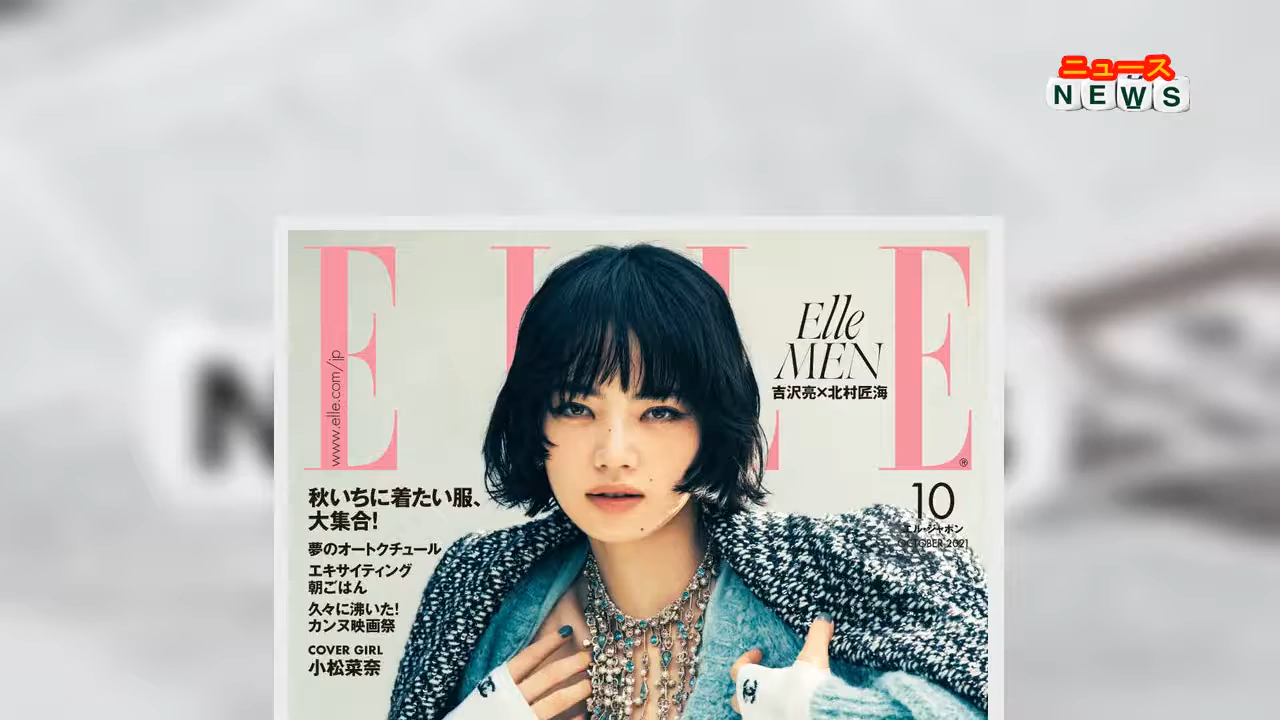 ニュース
NEWS
ELLE
www.elle.com/jp
Elle
MEN
吉沢亮×北村匠海
®
秋いちに着たい服、
大集合!
夢のオートクチュール
エキサイティング
朝ごはん
久々に沸いた!
カンヌ映画祭
COVER GIRL
小松菜奈
10
エル・ジャポン
OCTOBER 2021